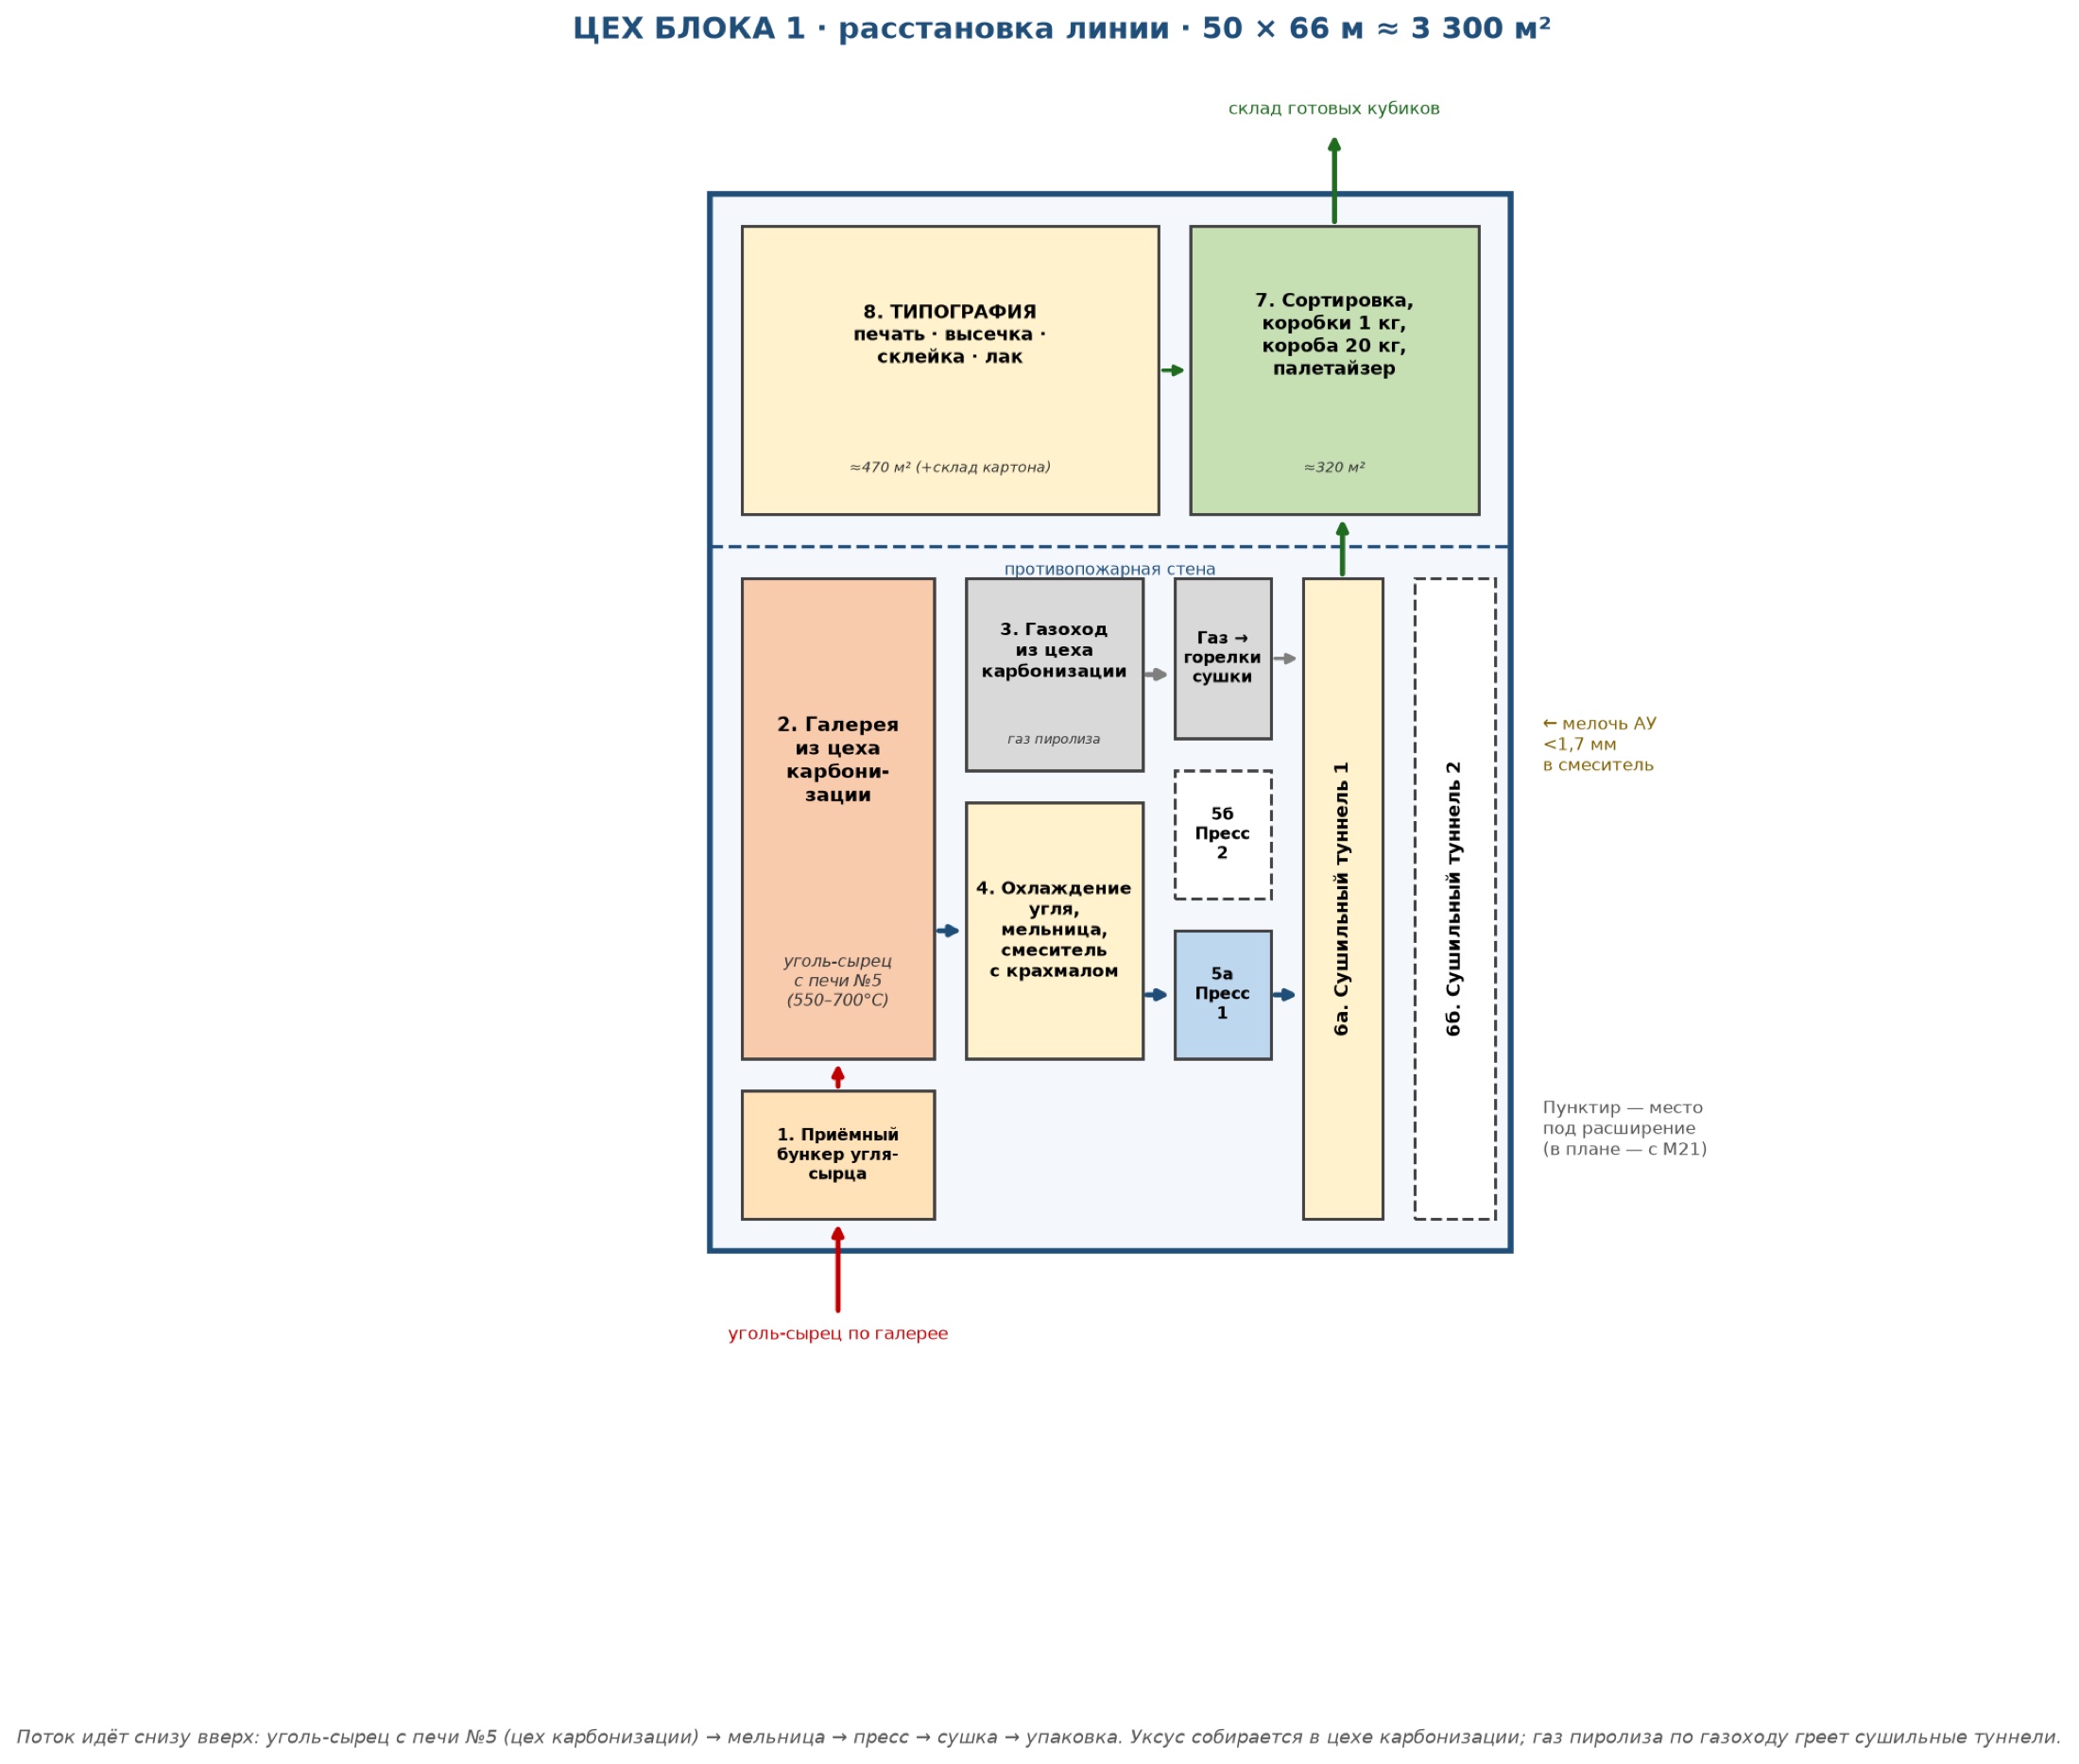 ЦЕХ БЛОКА 1 · расстановка линии · 50 × 66 м ≈ 3 300 м²
склад готовых кубиков
8. ТИПОГРАФИЯ
печать · высечка ·
склейка · лак
≈470 м² (+склад картона)
7. Сортировка,
коробки 1 кг,
короба 20 кг,
палетайзер
≈320 м²
противопожарная стена
2. Галерея
из цеха
карбони-
зации
уголь-сырец
с печи №5
(550–700°C)
3. Газоход
из цеха
карбонизации
газ пиролиза
Газ →
горелки
сушки
4. Охлаждение
угля,
мельница,
смеситель
с крахмалом
5б
Пресс
2
5а
Пресс
1
6а. Сушильный туннель 1
6б. Сушильный туннель 2
← мелочь АУ
<1,7 мм
в смеситель
Пунктир — место
под расширение
(в плане — с М21)
1. Приёмный
бункер угля-
сырца
уголь-сырец по галерее
Поток идёт снизу вверх: уголь-сырец с печи №5 (цех карбонизации) → мельница → пресс → сушка → упаковка. Уксус собирается в цехе карбонизации; газ пиролиза по газоходу греет сушильные туннели.